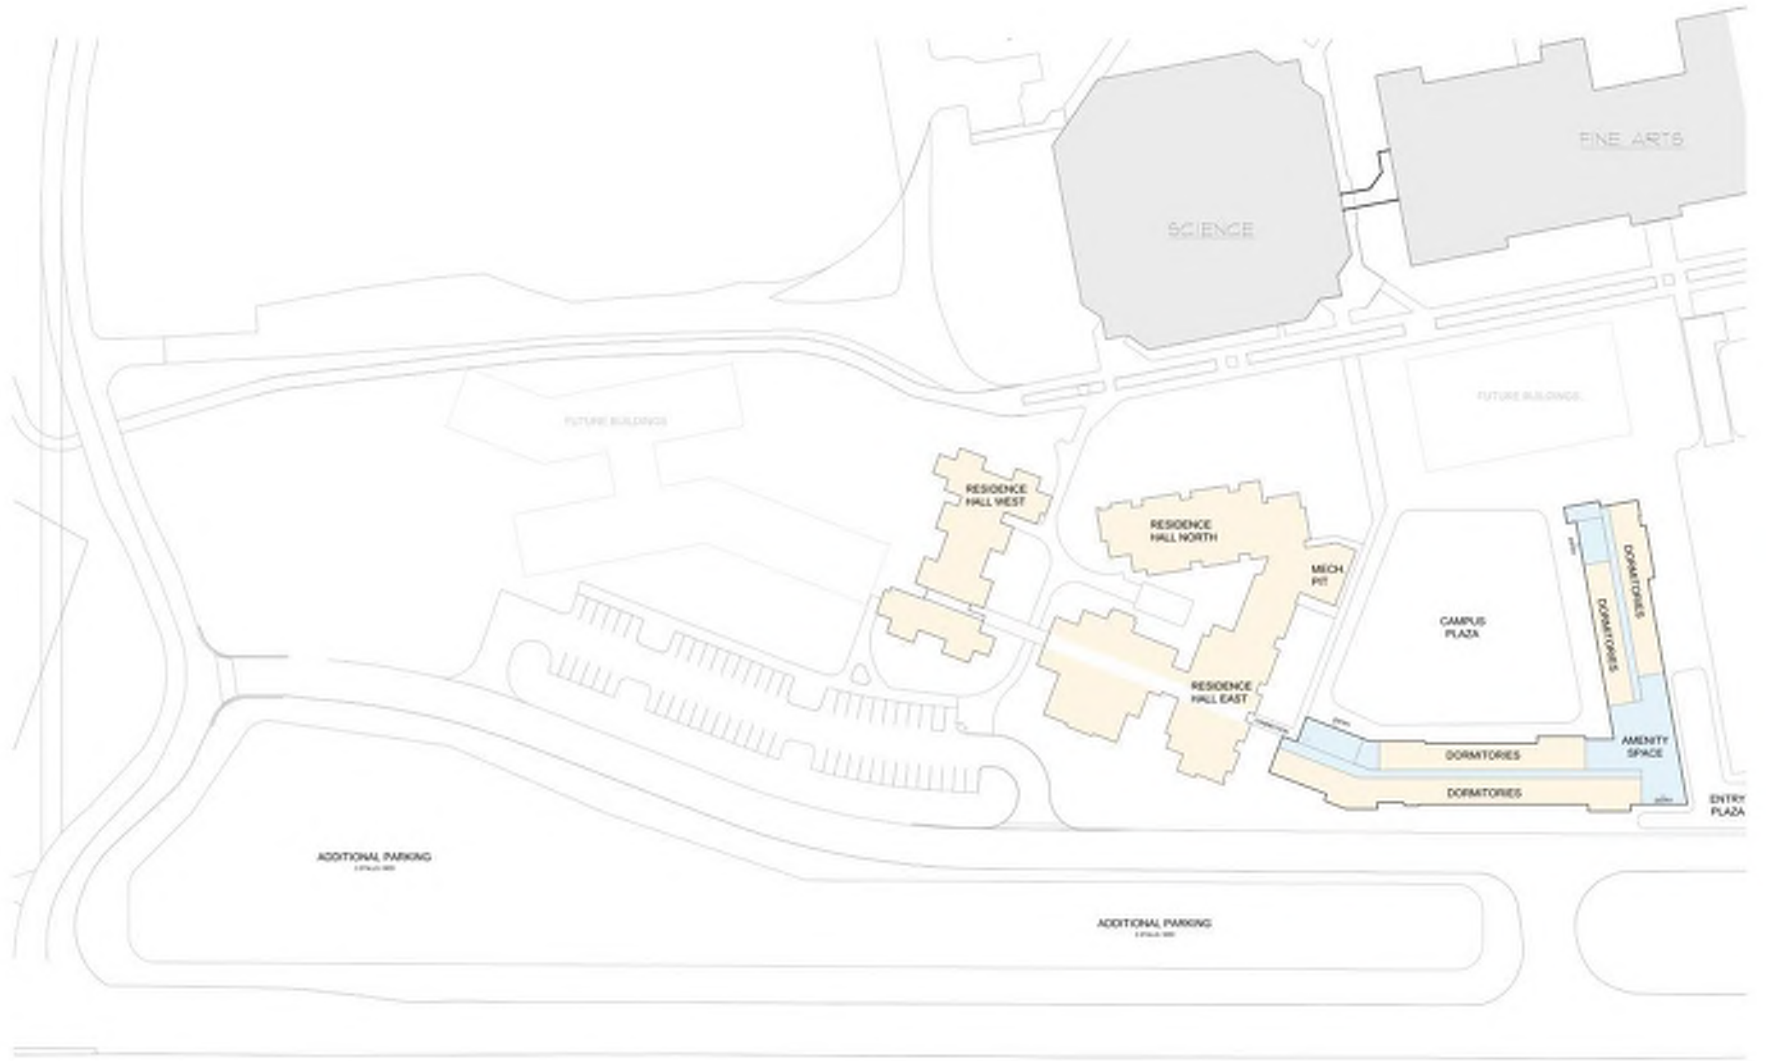 FINE ARTS
SCIENCE
FUTURE BUILDINGS
FUTURE BUILDINGS
RESIDENCE
HALL WEST
RESIDENCE
HALL NORTH
MECH.
PIT
DORMITORIES
DORMITORIES
CAMPUS
PLAZA
RESIDENCE
HALL EAST
AMENITY
SPACE
DORMITORIES
DORMITORIES
ENTRY
PLAZA
ADDITIONAL PARKING
ADDITIONAL PARKING